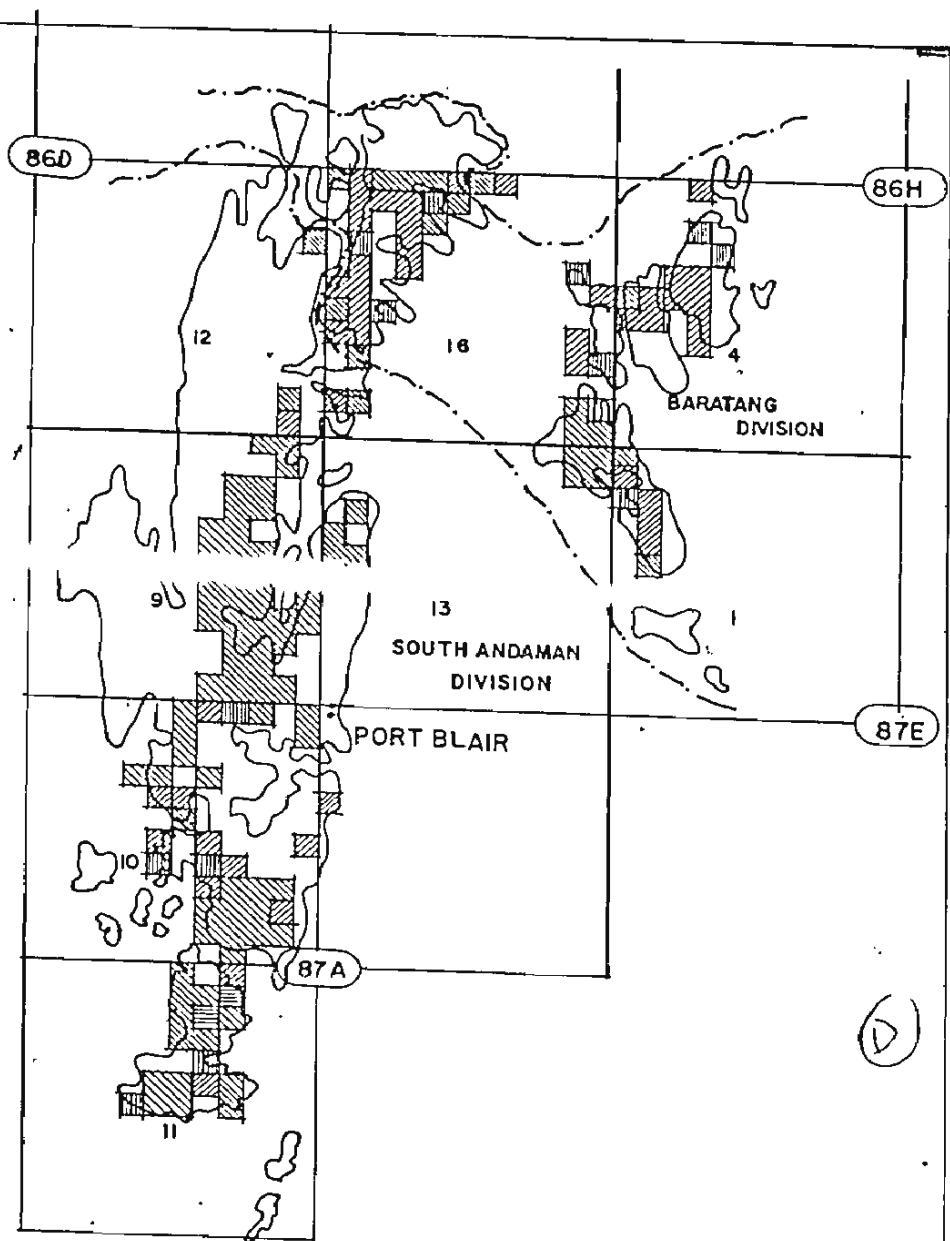 86D
86H
12
16
4
BARATANG
DIVISION
9
13
1
SOUTH ANDAMAN
DIVISION
PORT BLAIR
87E
10
87A
D
11